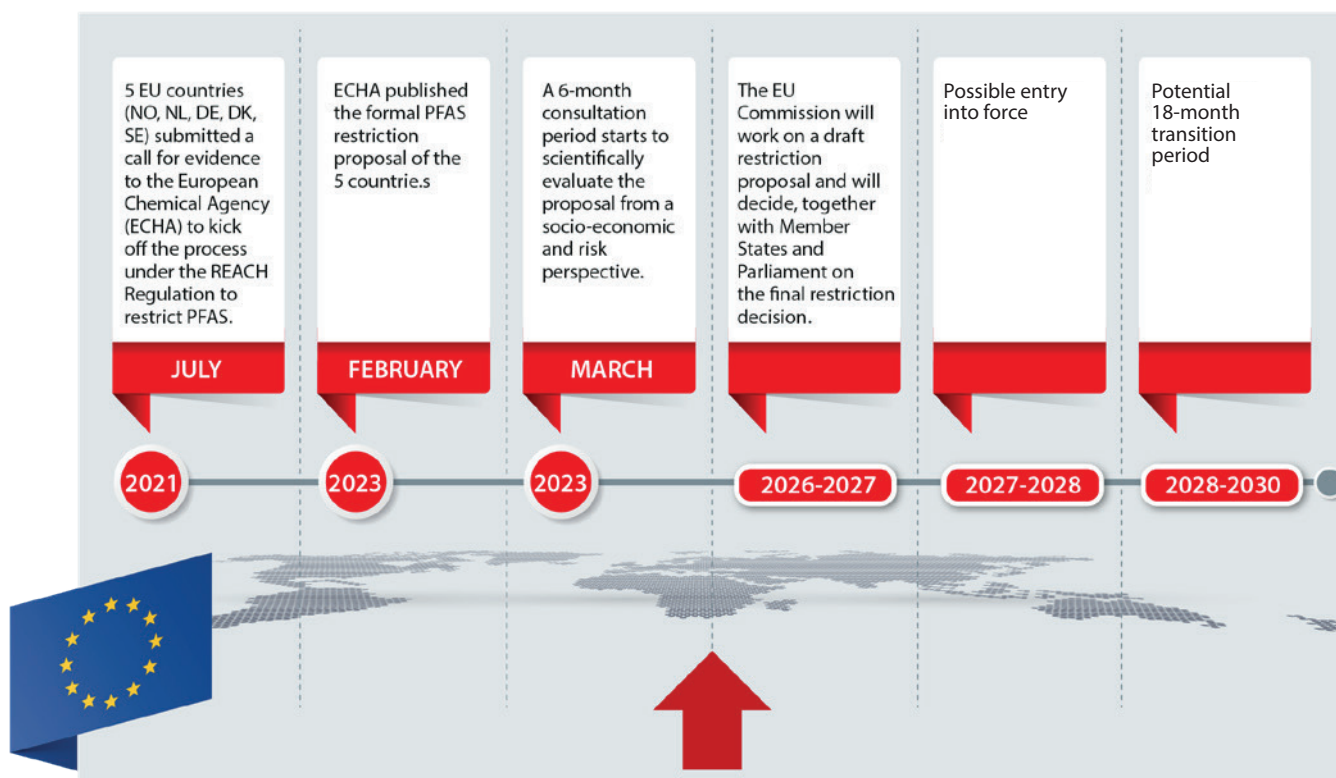 5 EU countries
(NO, NL, DE, DK,
SE) submitted a
call for evidence
to the European
Chemical Agency
(ECHA) to kick
off the process
under the REACH
Regulation to
restrict PFAS.
JULY
2021
ECHA published
the formal PFAS
restriction
proposal of the
5 countrie.s
FEBRUARY
2023
A 6-month
consultation
period starts to
scientifically
evaluate the
proposal from a
socio-economic
and risk
perspective.
MARCH
2023
The EU
Commission will
work on a draft
restriction
proposal and will
decide, together
with Member
States and
Parliament on
the final restriction
decision.
2026-2027
Possible entry
into force
2027-2028
Potential
18-month
transition
period
2028-2030